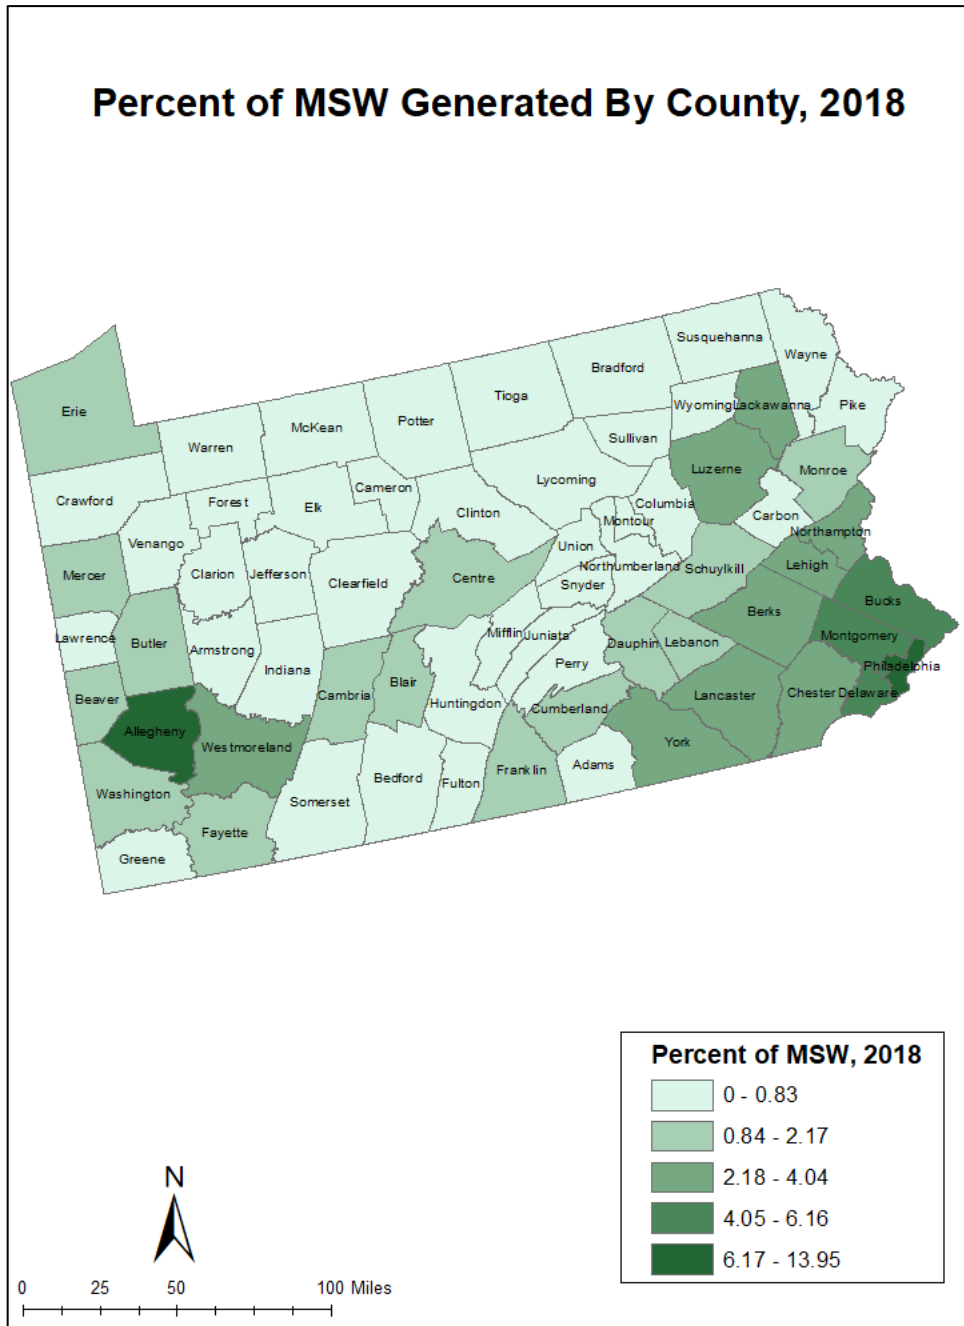 Percent of MSW Generated By County, 2018
Susquehanna
Wayne
Bradford
Tioga
Erie
Wyoming
Lackawanna
Pike
Potter
McKean
Warren
Sullivan
Luzerne
Monroe
Crawford
Forest
Cameron
Elk
Lycoming
Columbia
Clinton
Montour
Carbon
Northampton
Venango
Union
Mercer
Clarion
Jefferson
Clearfield
Centre
Northumberland
Schuylkill
Lehigh
Snyder
Bucks
Berks
Lawrence
Butler
Armstrong
Mifflin
Juniata
Dauphin
Lebanon
Montgomery
Indiana
Perry
Philadelphia
Beaver
Cambria
Blair
Huntingdon
Cumberland
Lancaster
Chester
Delaware
Allegheny
Westmoreland
York
Washington
Bedford
Fulton
Franklin
Adams
Somerset
Fayette
Greene
Percent of MSW, 2018
0 - 0.83
0.84 - 2.17
2.18 - 4.04
4.05 - 6.16
6.17 - 13.95
N
0 25 50 100 Miles